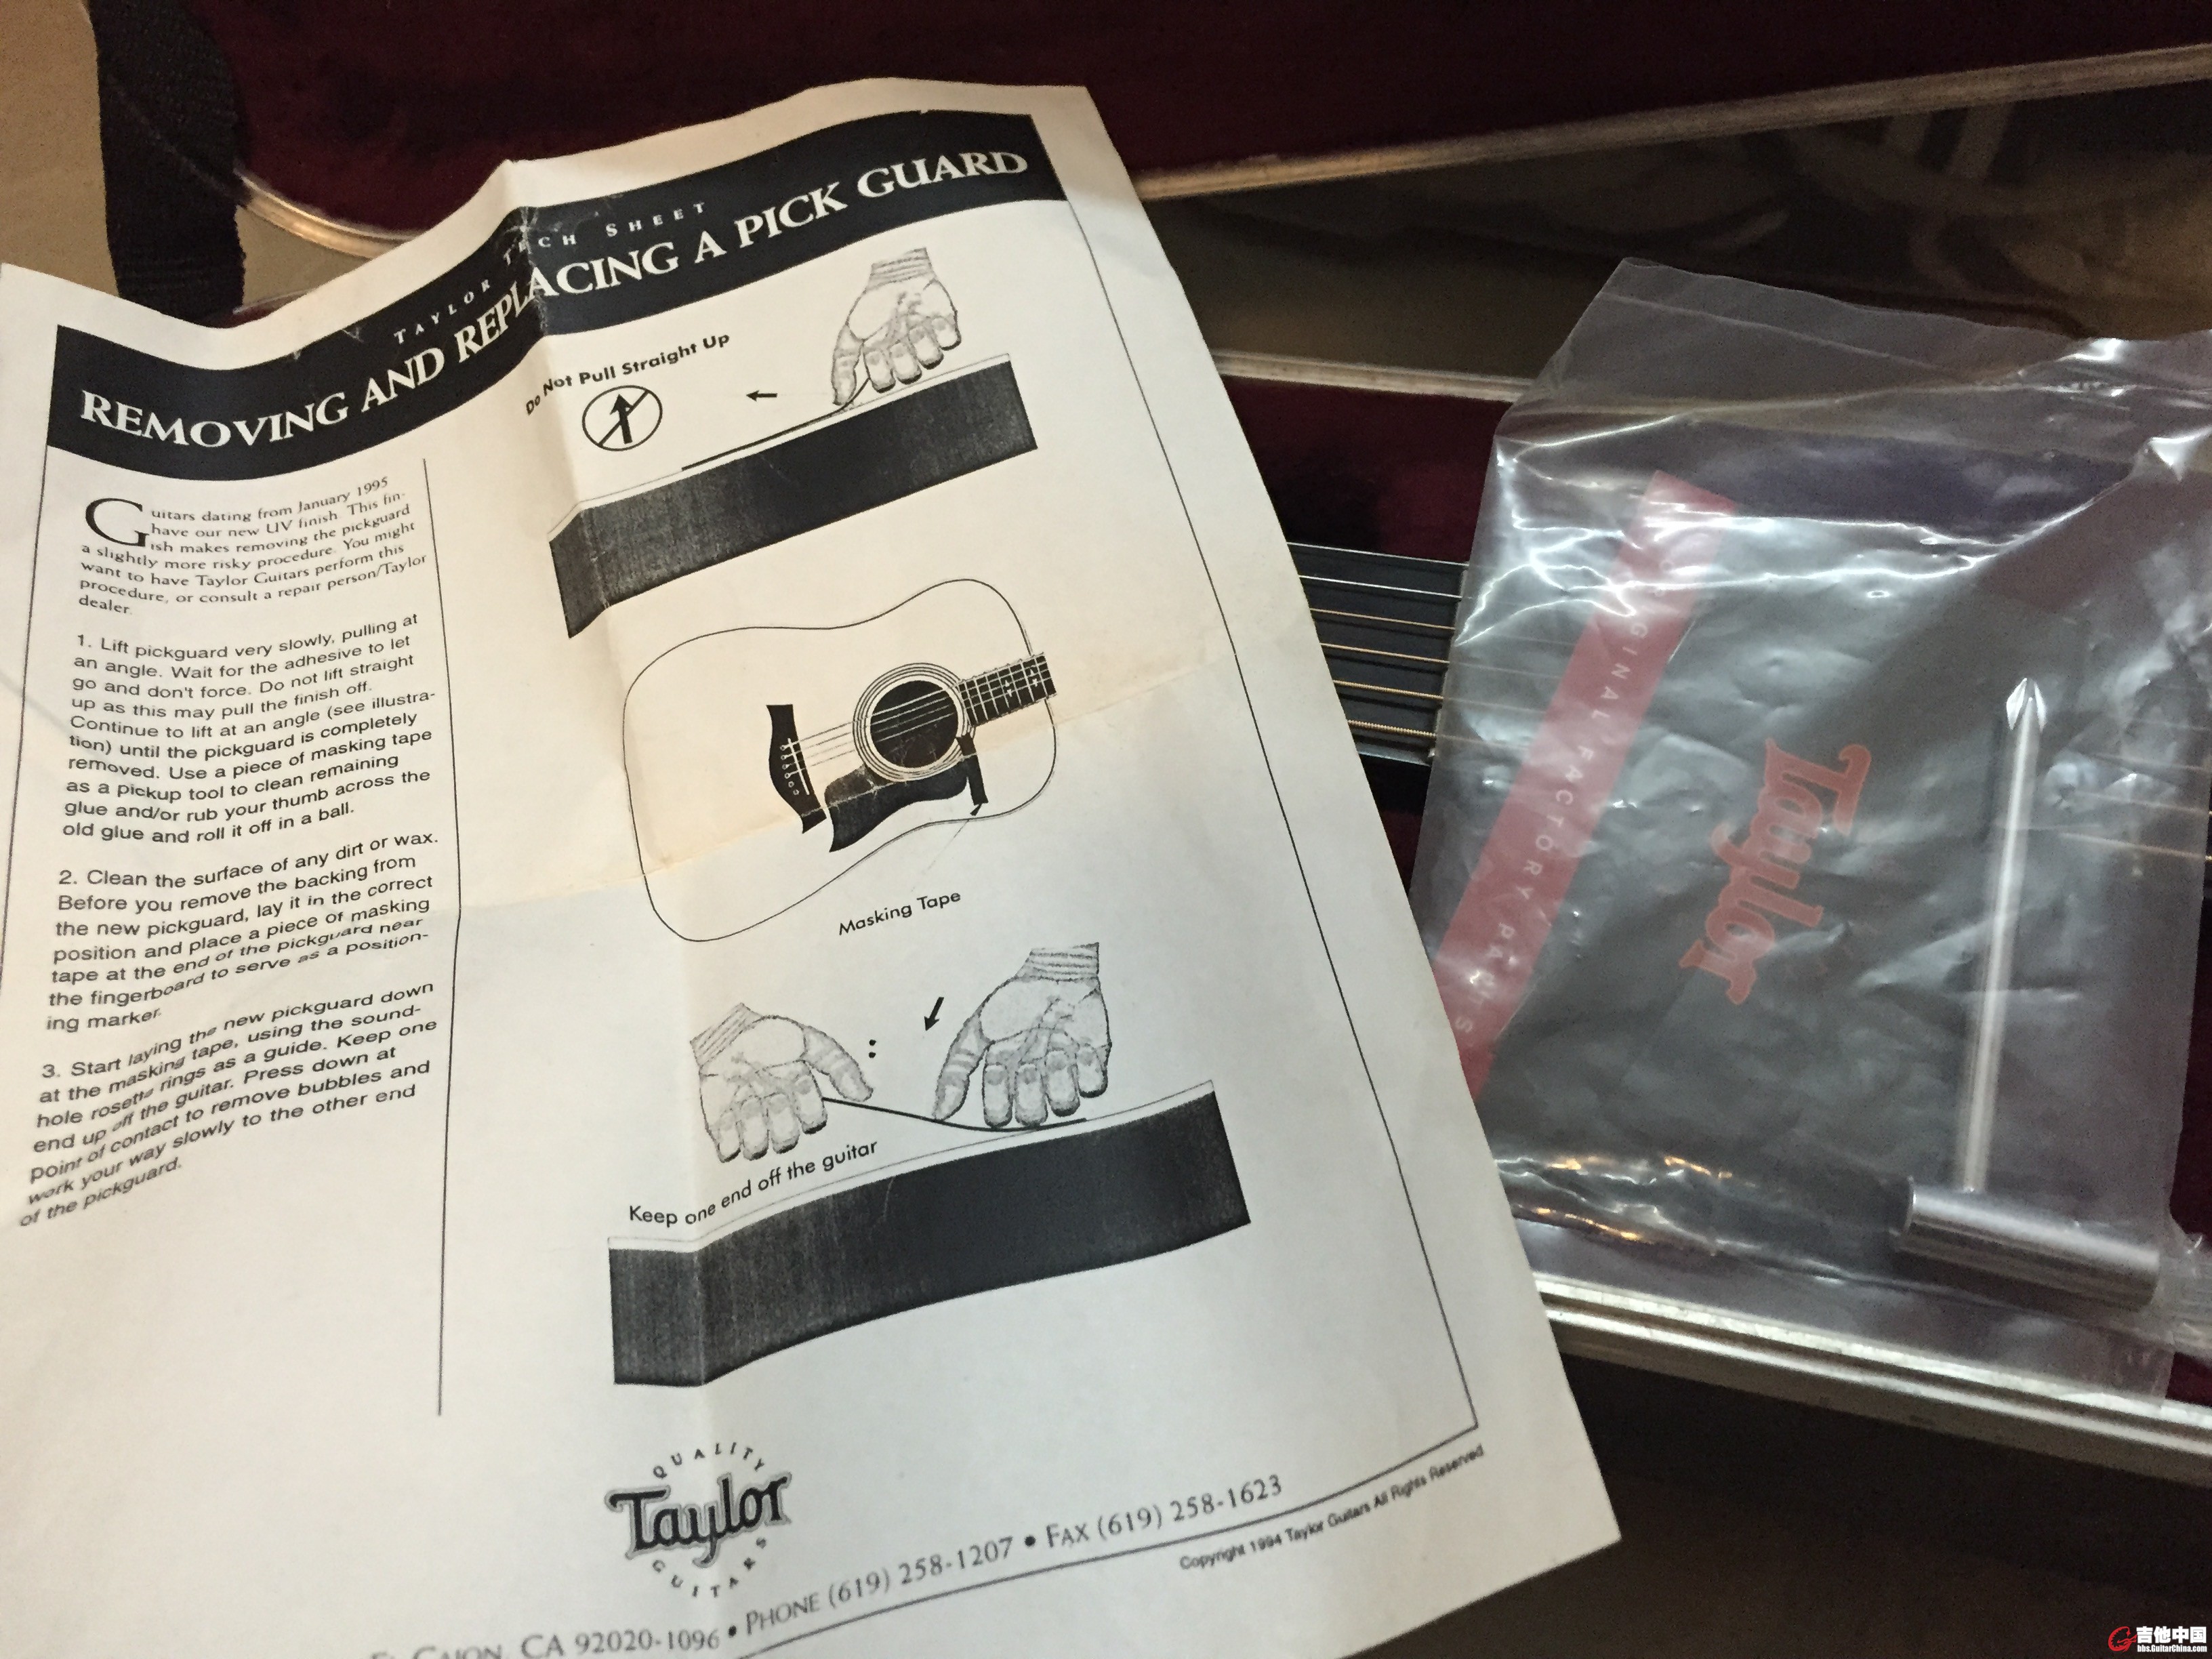 TAYLOR TECH SHEET
REMOVING AND REPLACING A PICK GUARD
Guitars dating from January 1995
have our new UV finish. This fin-
ish makes removing the pickguard
a slightly more risky procedure. You might
want to have Taylor Guitars perform this
procedure, or consult a repair person/Taylor
dealer.
1. Lift pickguard very slowly, pulling at
an angle. Wait for the adhesive to let
go and don't force. Do not lift straight
up as this may pull the finish off.
Continue to lift at an angle (see illustra-
tion) until the pickguard is completely
removed. Use a piece of masking tape
as a pickup tool to clean remaining
glue and/or rub your thumb across the
old glue and roll it off in a ball.
2. Clean the surface of any dirt or wax.
Before you remove the backing from
the new pickguard, lay it in the correct
position and place a piece of masking
tape at the end of the pickguard near
the fingerboard to serve as a position-
ing marker.
3. Start laying the new pickguard down
at the masking tape, using the sound-
hole rosette rings as a guide. Keep one
end up off the guitar. Press down at
point of contact to remove bubbles and
work your way slowly to the other end
of the pickguard.
Do Not Pull Straight Up
Masking Tape
Keep one end off the guitar
QUALITY
Taylor
GUITARS
EL CAJON, CA 92020-1096 • PHONE (619) 258-1207 • FAX (619) 258-1623
Copyright 1994 Taylor Guitars All Rights Reserved
ORIGINAL FACTORY PARTS
Taylor
吉他中国
bbs.GuitarChina.com